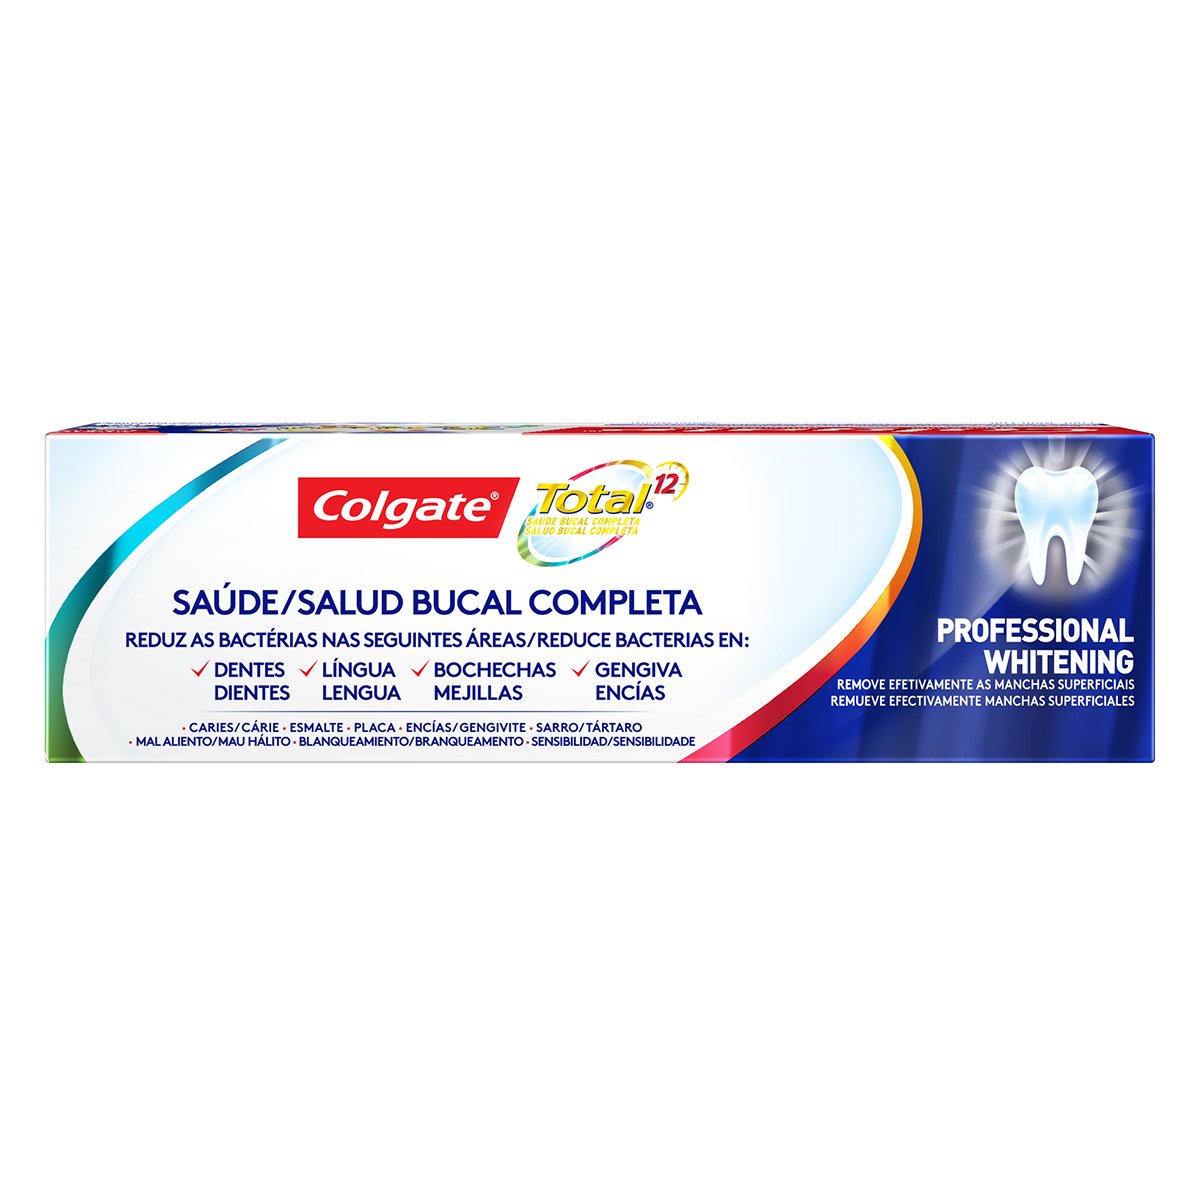 Colgate®
Total® 12
SAÚDE BUCAL COMPLETA
SALUD BUCAL COMPLETA
SAÚDE/SALUD BUCAL COMPLETA
REDUZ AS BACTÉRIAS NAS SEGUINTES ÁREAS/REDUCE BACTERIAS EN:
✓ DENTES ✓ LÍNGUA ✓ BOCHECHAS ✓ GENGIVA
DIENTES LENGUA MEJILLAS ENCÍAS
• CARIES/CÁRIE • ESMALTE • PLACA • ENCÍAS/GENGIVITE • SARRO/TÁRTARO
• MAL ALIENTO/MAU HÁLITO • BLANQUEAMIENTO/BRANQUEAMENTO • SENSIBILIDAD/SENSIBILIDADE
PROFESSIONAL
WHITENING
REMOVE EFETIVAMENTE AS MANCHAS SUPERFICIAIS
REMUEVE EFECTIVAMENTE MANCHAS SUPERFICIALES